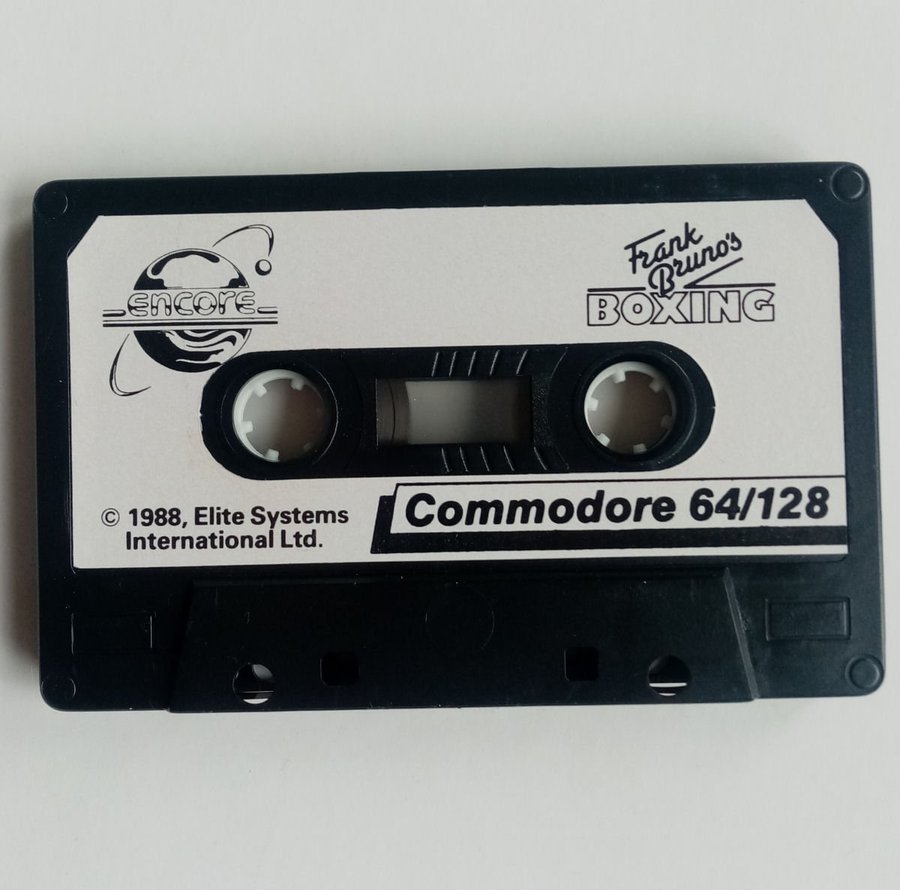 encore
Frank
Bruno's
BOXING
Commodore 64/128
© 1988, Elite Systems
International Ltd.